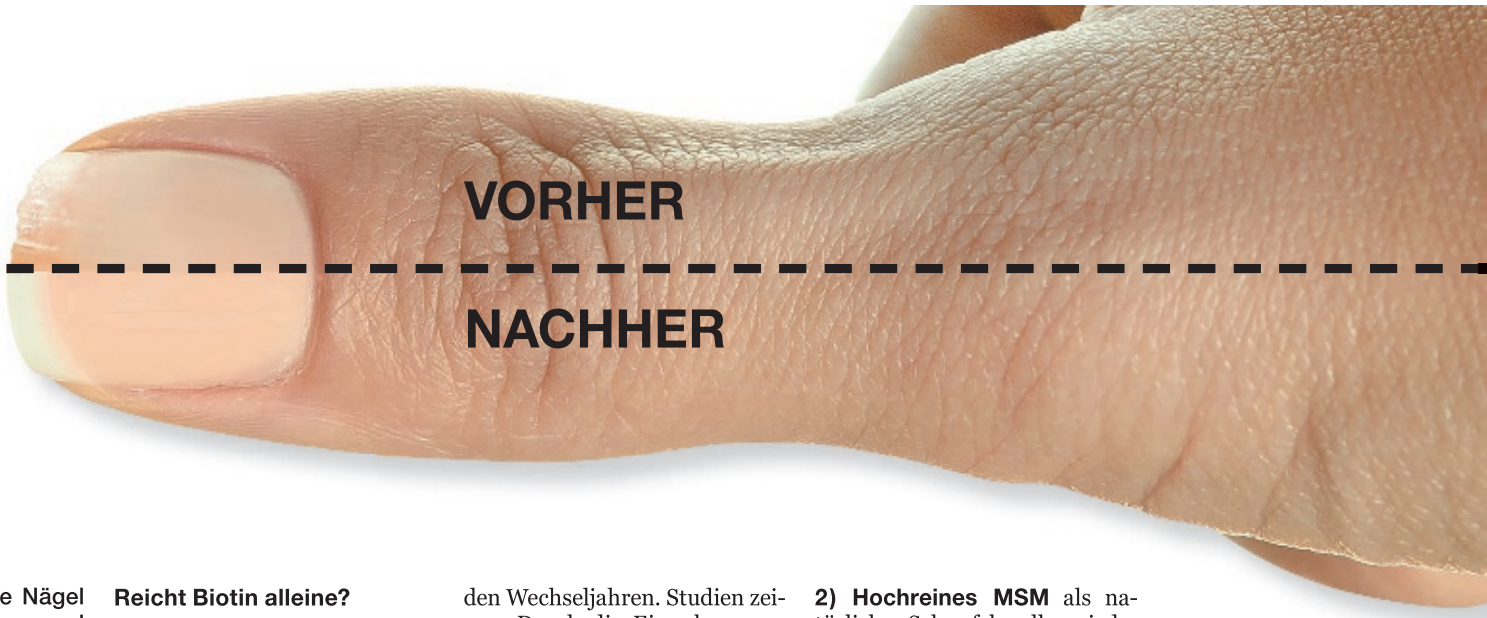 VORHER
NACHHER
e Nägel
Reicht Biotin alleine?
den Wechseljahren. Studien zei-
2) Hochreines MSM als na-